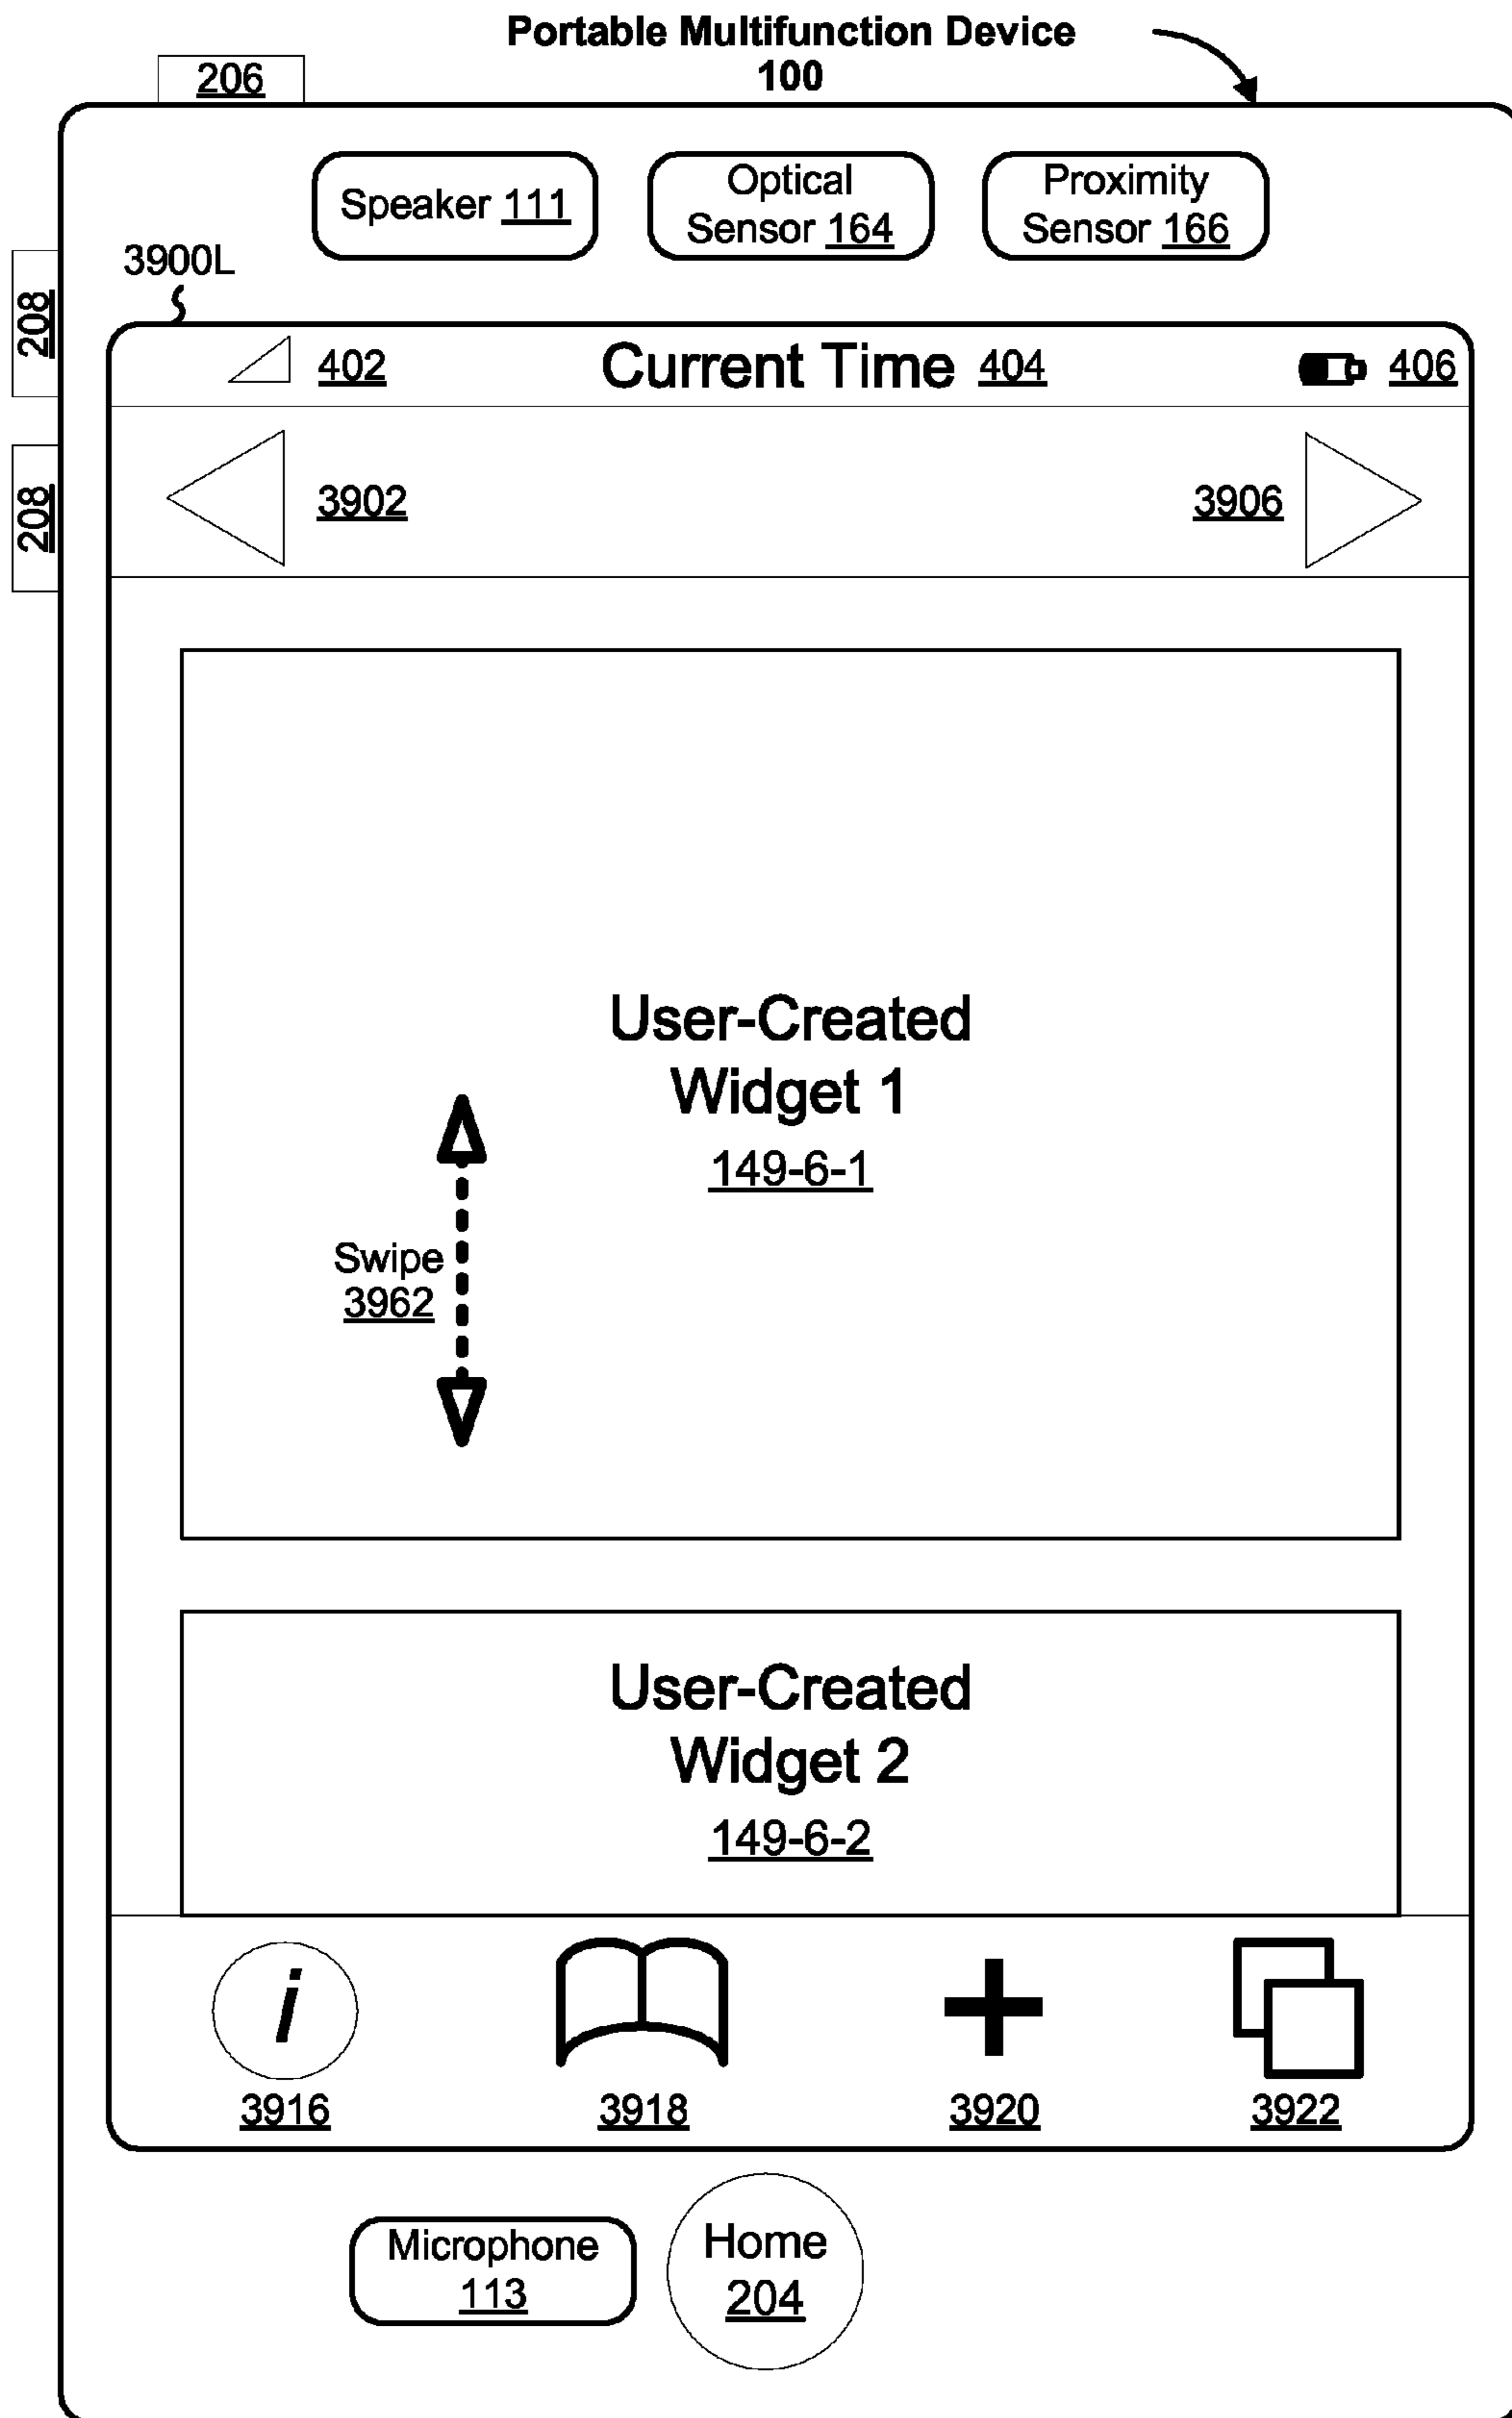 Portable Multifunction Device
100
206
Speaker 111
Optical
Sensor 164
Proximity
Sensor 166
3900L
208
402
Current Time 404
406
208
3902
3906
User-Created
Widget 1
149-6-1
Swipe
3962
User-Created
Widget 2
149-6-2
i
3916
3918
3920
3922
Microphone
113
Home
204